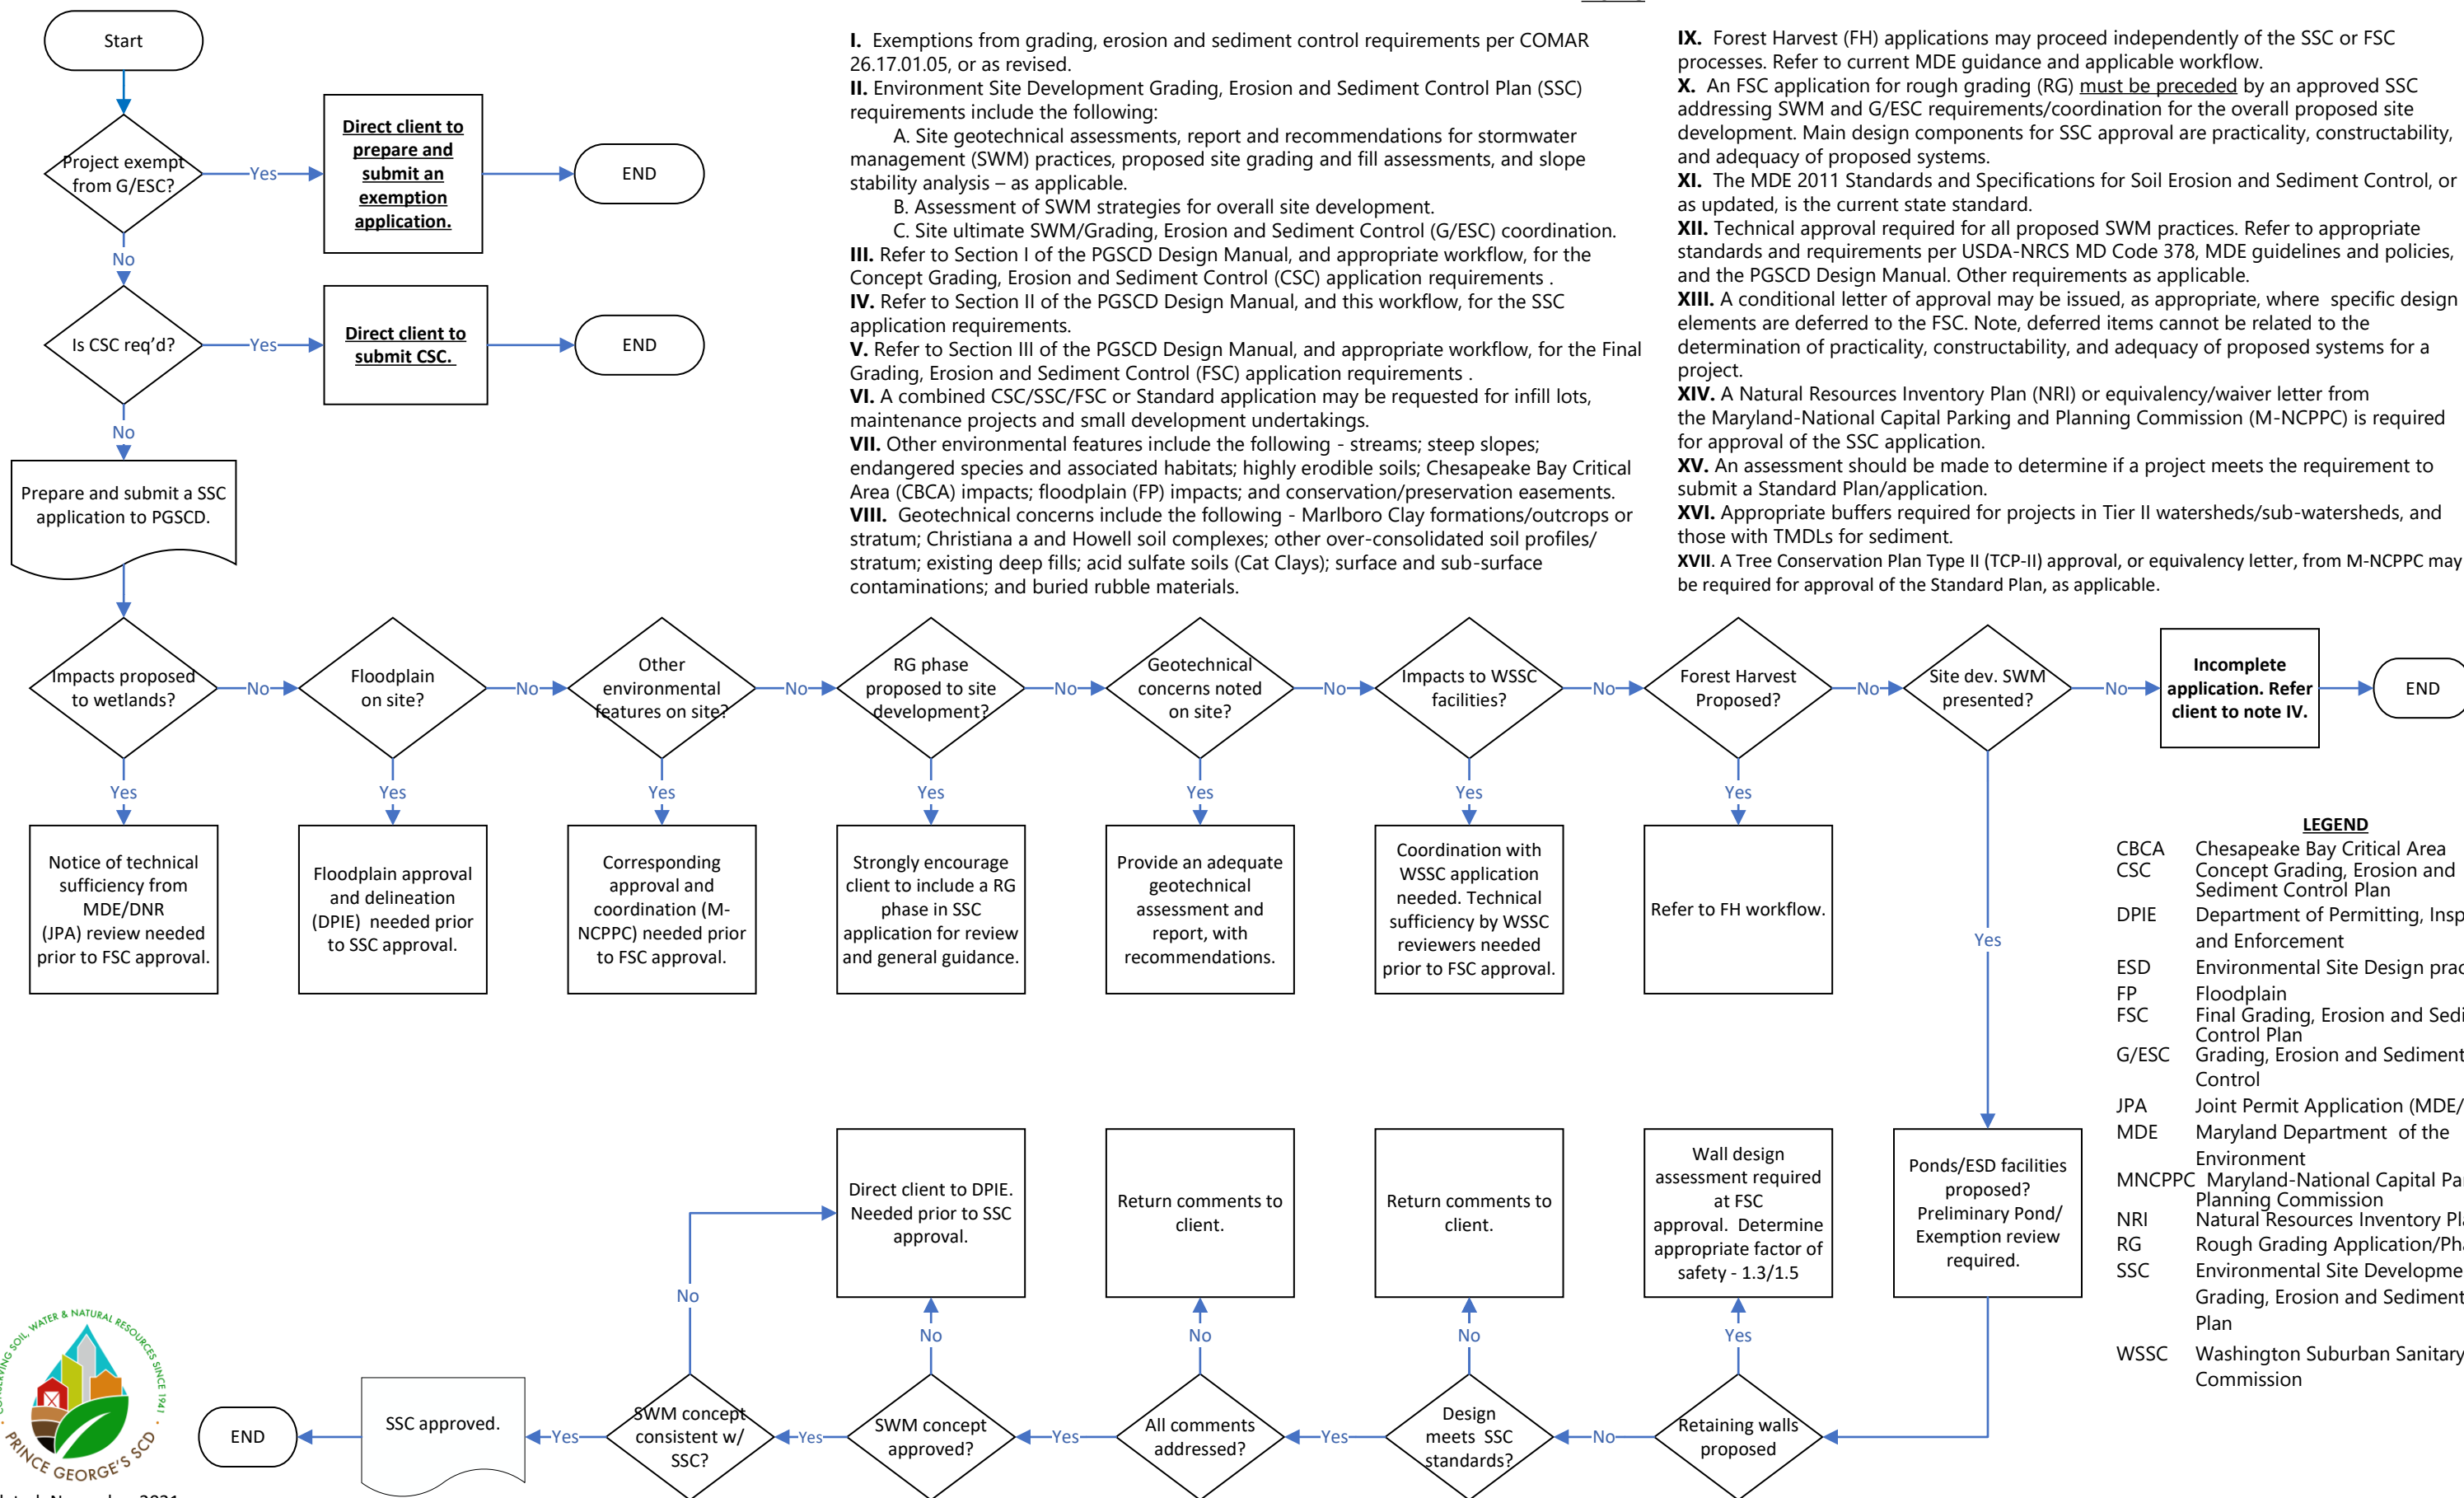 Start
Project exempt
from G/ESC?
Yes
Direct client to
prepare and
submit an
exemption
application.
END
No
Is CSC req’d?
Yes
Direct client to
submit CSC.
END
No
Prepare and submit a SSC
application to PGSCD.
I. Exemptions from grading, erosion and sediment control requirements per COMAR
26.17.01.05, or as revised.
II. Environment Site Development Grading, Erosion and Sediment Control Plan (SSC)
requirements include the following:
A. Site geotechnical assessments, report and recommendations for stormwater
management (SWM) practices, proposed site grading and fill assessments, and slope
stability analysis – as applicable.
B. Assessment of SWM strategies for overall site development.
C. Site ultimate SWM/Grading, Erosion and Sediment Control (G/ESC) coordination.
III. Refer to Section I of the PGSCD Design Manual, and appropriate workflow, for the
Concept Grading, Erosion and Sediment Control (CSC) application requirements .
IV. Refer to Section II of the PGSCD Design Manual, and this workflow, for the SSC
application requirements.
V. Refer to Section III of the PGSCD Design Manual, and appropriate workflow, for the Final
Grading, Erosion and Sediment Control (FSC) application requirements .
VI. A combined CSC/SSC/FSC or Standard application may be requested for infill lots,
maintenance projects and small development undertakings.
VII. Other environmental features include the following - streams; steep slopes;
endangered species and associated habitats; highly erodible soils; Chesapeake Bay Critical
Area (CBCA) impacts; floodplain (FP) impacts; and conservation/preservation easements.
VIII. Geotechnical concerns include the following - Marlboro Clay formations/outcrops or
stratum; Christiana a and Howell soil complexes; other over-consolidated soil profiles/
stratum; existing deep fills; acid sulfate soils (Cat Clays); surface and sub-surface
contaminations; and buried rubble materials.
IX. Forest Harvest (FH) applications may proceed independently of the SSC or FSC
processes. Refer to current MDE guidance and applicable workflow.
X. An FSC application for rough grading (RG) must be preceded by an approved SSC
addressing SWM and G/ESC requirements/coordination for the overall proposed site
development. Main design components for SSC approval are practicality, constructability,
and adequacy of proposed systems.
XI. The MDE 2011 Standards and Specifications for Soil Erosion and Sediment Control, or
as updated, is the current state standard.
XII. Technical approval required for all proposed SWM practices. Refer to appropriate
standards and requirements per USDA-NRCS MD Code 378, MDE guidelines and policies,
and the PGSCD Design Manual. Other requirements as applicable.
XIII. A conditional letter of approval may be issued, as appropriate, where specific design
elements are deferred to the FSC. Note, deferred items cannot be related to the
determination of practicality, constructability, and adequacy of proposed systems for a
project.
XIV. A Natural Resources Inventory Plan (NRI) or equivalency/waiver letter from
the Maryland-National Capital Parking and Planning Commission (M-NCPPC) is required
for approval of the SSC application.
XV. An assessment should be made to determine if a project meets the requirement to
submit a Standard Plan/application.
XVI. Appropriate buffers required for projects in Tier II watersheds/sub-watersheds, and
those with TMDLs for sediment.
XVII. A Tree Conservation Plan Type II (TCP-II) approval, or equivalency letter, from M-NCPPC may
be required for approval of the Standard Plan, as applicable.
Impacts proposed
to wetlands?
No
Floodplain
on site?
No
Other
environmental
features on site?
No
RG phase
proposed to site
development?
No
Geotechnical
concerns noted
on site?
No
Impacts to WSSC
facilities?
No
Forest Harvest
Proposed?
No
Site dev. SWM
presented?
No
Incomplete
application. Refer
client to note IV.
END
Yes
Yes
Yes
Yes
Yes
Yes
Yes
Yes
Notice of technical
sufficiency from
MDE/DNR
(JPA) review needed
prior to FSC approval.
Floodplain approval
and delineation
(DPIE) needed prior
to SSC approval.
Corresponding
approval and
coordination (M-
NCPPC) needed prior
to FSC approval.
Strongly encourage
client to include a RG
phase in SSC
application for review
and general guidance.
Provide an adequate
geotechnical
assessment and
report, with
recommendations.
Coordination with
WSSC application
needed. Technical
sufficiency by WSSC
reviewers needed
prior to FSC approval.
Refer to FH workflow.
LEGEND
CBCA Chesapeake Bay Critical Area
CSC Concept Grading, Erosion and
Sediment Control Plan
DPIE Department of Permitting,
and Enforcement
ESD Environmental Site Design
FP Floodplain
FSC Final Grading, Erosion and
Control Plan
G/ESC Grading, Erosion and Sediment
Control
JPA Joint Permit Application (MDE/
MDE Maryland Department of the
Environment
MNCPPC Maryland-National Capital
Planning Commission
NRI Natural Resources Inventory
RG Rough Grading
SSC Environmental Site
Grading, Erosion and Sediment
Plan
WSSC Washington Suburban Sanitary
Commission
Direct client to DPIE.
Needed prior to SSC
approval.
Return comments to
client.
Return comments to
client.
Wall design
assessment required
at FSC
approval. Determine
appropriate factor of
safety - 1.3/1.5
Ponds/ESD facilities
proposed?
Preliminary Pond/
Exemption review
required.
No
No
No
No
Yes
END
SSC approved.
Yes
SWM concept
consistent w/
SSC?
Yes
SWM concept
approved?
Yes
All comments
addressed?
Yes
Design
meets SSC
standards?
No
Retaining walls
proposed
SOIL, WATER & NATURAL RESOURCES SINCE 1941
PRINCE GEORGE'S SCD
November 2021